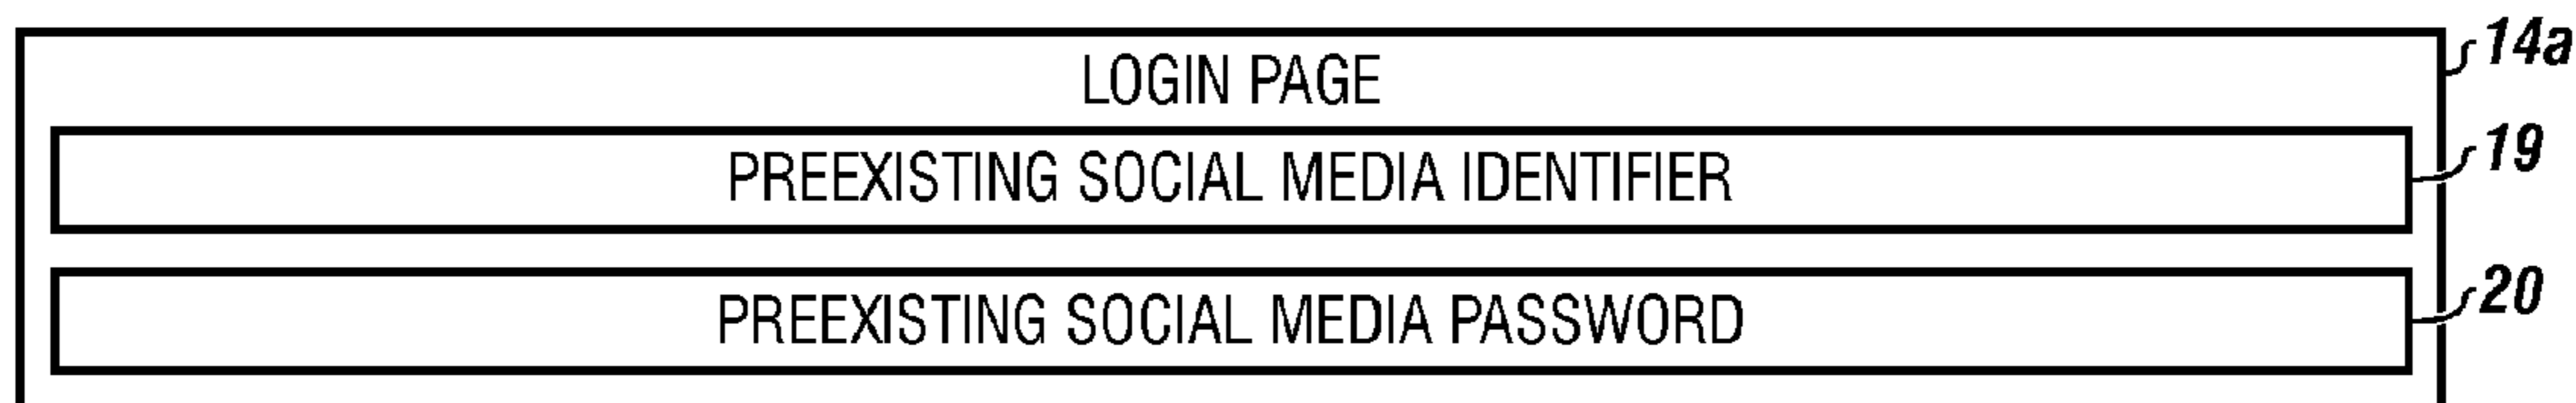 LOGIN PAGE 14a
PREEXISTING SOCIAL MEDIA IDENTIFIER 19
PREEXISTING SOCIAL MEDIA PASSWORD 20